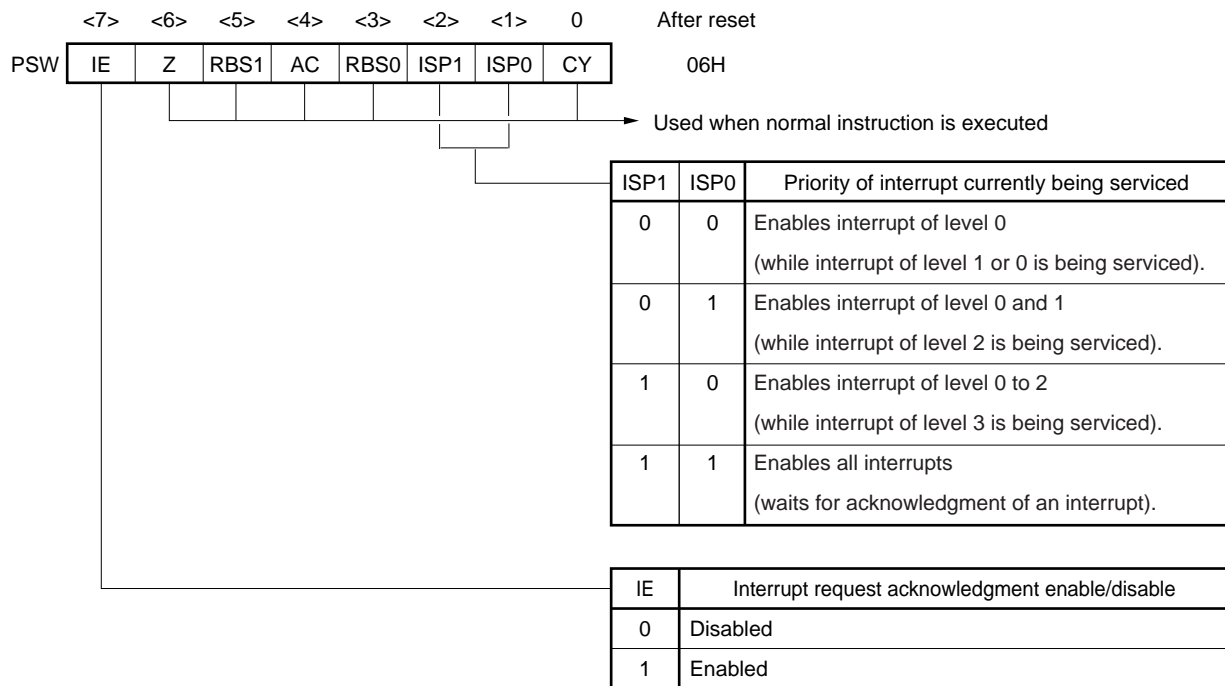 <7> <6> <5> <4> <3> <2> <1> 0 After reset
PSW IE Z RBS1 AC RBS0 ISP1 ISP0 CY 06H
Used when normal instruction is executed
ISP1 ISP0 Priority of interrupt currently being serviced
0 0 Enables interrupt of level 0
(while interrupt of level 1 or 0 is being serviced).
0 1 Enables interrupt of level 0 and 1
(while interrupt of level 2 is being serviced).
1 0 Enables interrupt of level 0 to 2
(while interrupt of level 3 is being serviced).
1 1 Enables all interrupts
(waits for acknowledgment of an interrupt).
IE Interrupt request acknowledgment enable/disable
0 Disabled
1 Enabled